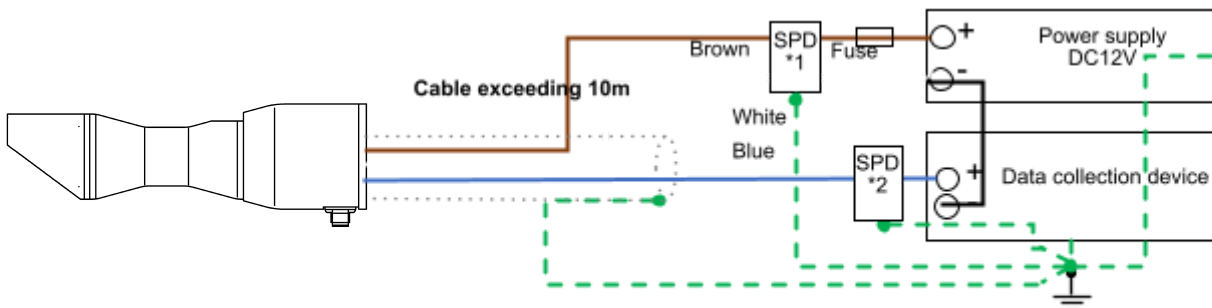 Brown
SPD
*1
Fuse
+
-
Power supply
DC12V
Cable exceeding 10m
White
Blue
SPD
*2
+
-
Data collection device